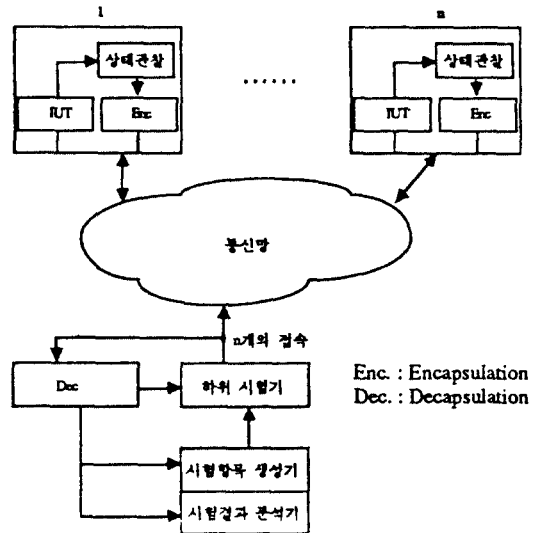 1
n
상태관찰
상태관찰
......
IUT
Enc
IUT
Enc
통신망
n개의 접속
Dec
하위 시험기
Enc. : Encapsulation
Dec. : Decapsulation
시험항목 생성기
시험결과 분석기